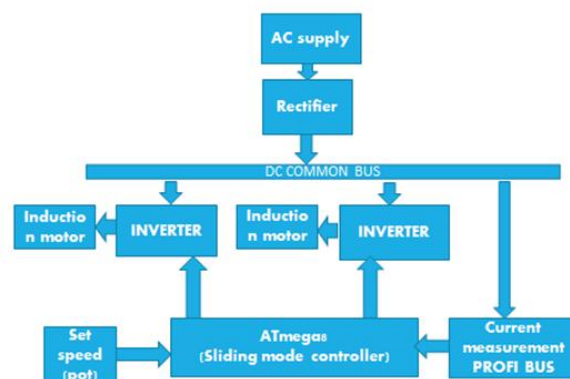 AC supply
Rectifier
DC COMMON BUS
Inductio
n motor
INVERTER
Inductio
n motor
INVERTER
Set
speed
(pot)
ATmega8
(Sliding mode controller)
Current
measurement
PROFI BUS